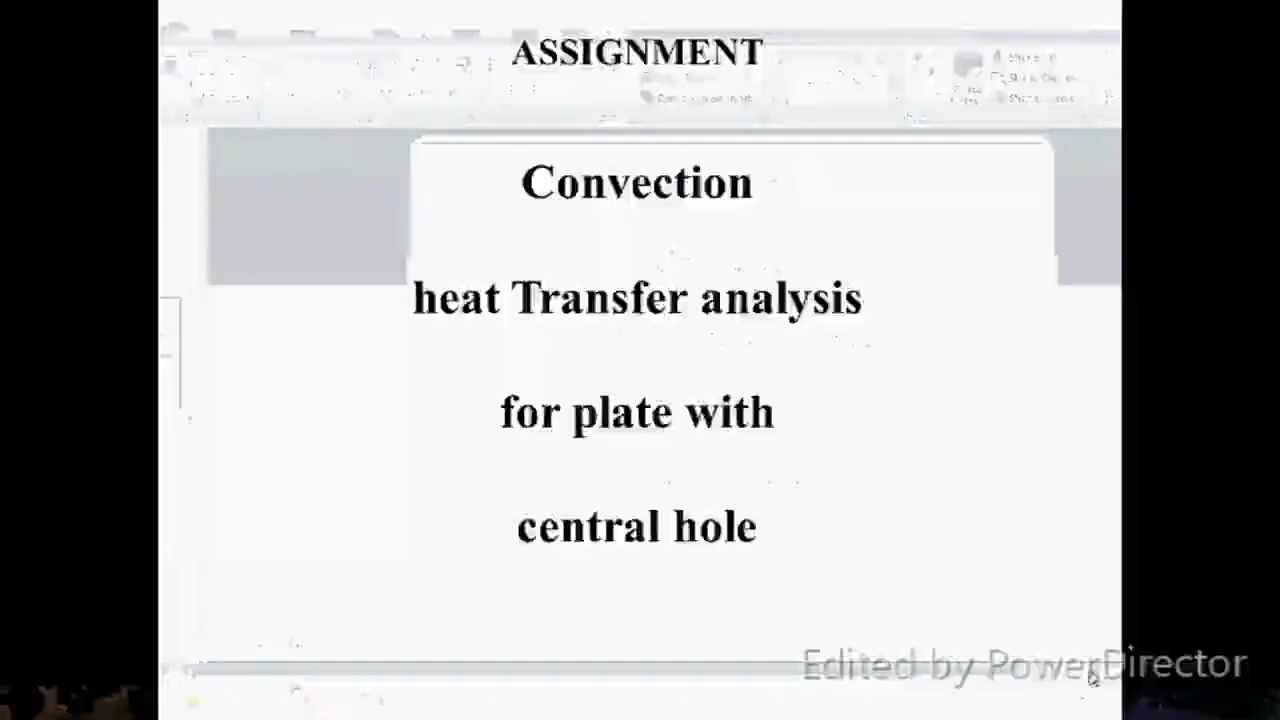 ASSIGNMENT
Convection
heat Transfer analysis
for plate with
central hole
Edited by PowerDirector